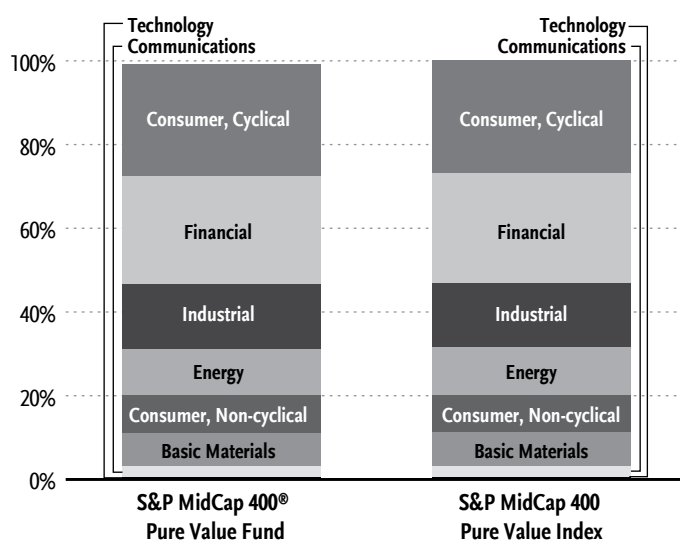 Technology
Communications
Technology
Communications
100%
80%
60%
40%
20%
0%
Consumer, Cyclical
Financial
Industrial
Energy
Consumer, Non-cyclical
Basic Materials
Consumer, Cyclical
Financial
Industrial
Energy
Consumer, Non-cyclical
Basic Materials
S&P MidCap 400®
Pure Value Fund
S&P MidCap 400
Pure Value Index